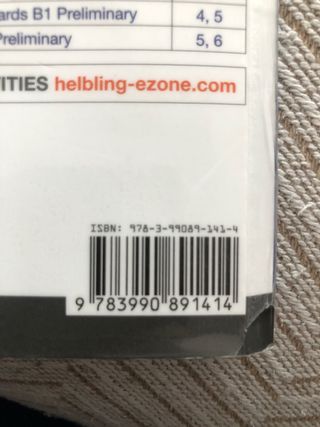 ards B1 Preliminary 4, 5
Preliminary 5, 6
ITIES helbling-ezone.com
ISBN: 978-3-99089-141-4
9 783990 891414